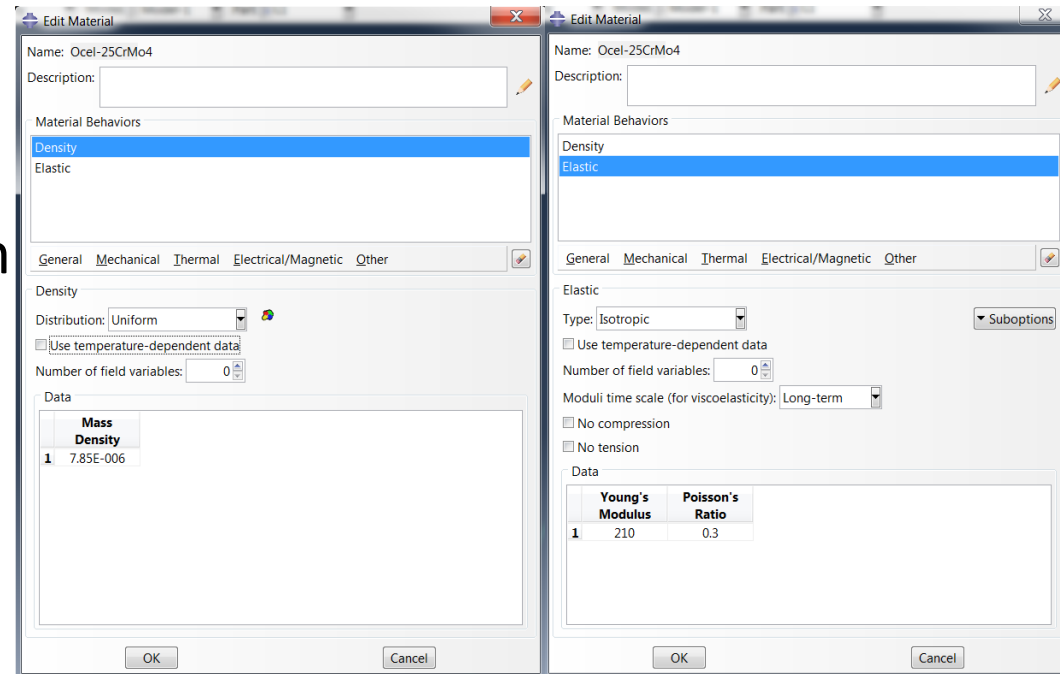 Edit Material
Name: Ocel-25CrMo4
Description:
Material Behaviors
Density
Elastic
General Mechanical Thermal Electrical/Magnetic Other
Density
Distribution: Uniform
Use temperature-dependent data
Number of field variables: 0
Data
Mass
Density
1 7.85E-006
OK Cancel
Edit Material
Name: Ocel-25CrMo4
Description:
Material Behaviors
Density
Elastic
General Mechanical Thermal Electrical/Magnetic Other
Elastic
Type: Isotropic Suboptions
Use temperature-dependent data
Number of field variables: 0
Moduli time scale (for viscoelasticity): Long-term
No compression
No tension
Data
Young's Poisson's
Modulus Ratio
1 210 0.3
OK Cancel